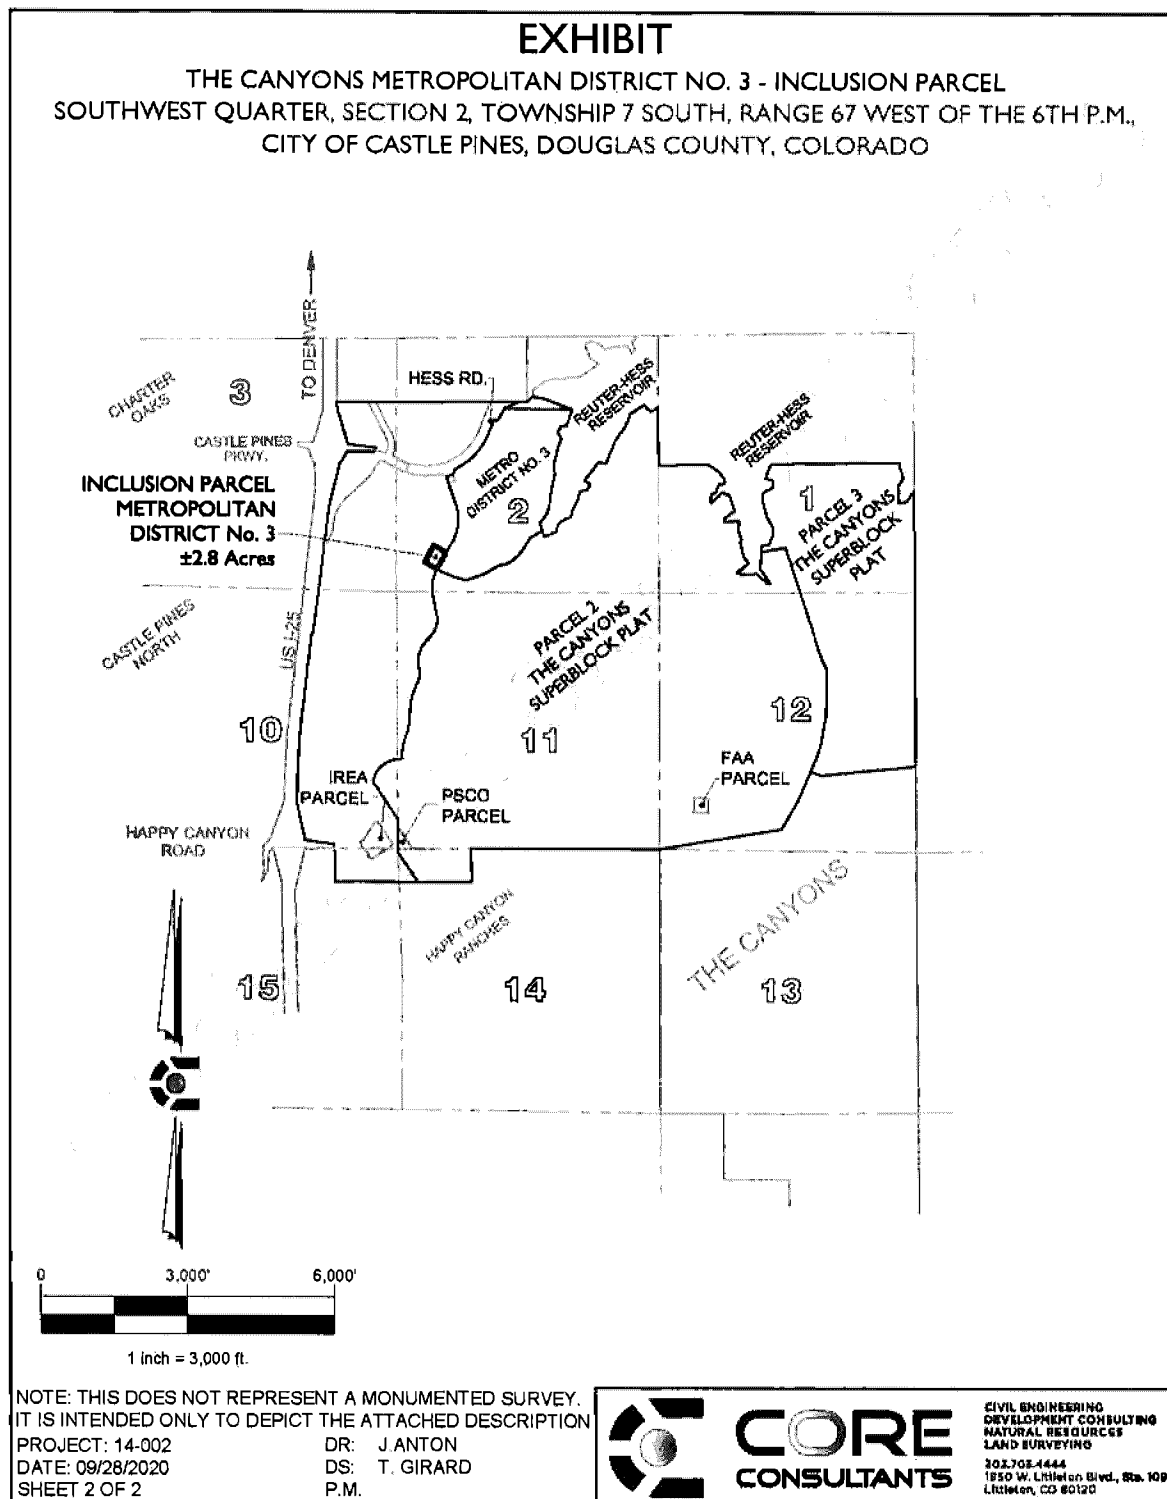 EXHIBIT
THE CANYONS METROPOLITAN DISTRICT NO. 3 - INCLUSION PARCEL
SOUTHWEST QUARTER, SECTION 2, TOWNSHIP 7 SOUTH, RANGE 67 WEST OF THE 6TH P.M.,
CITY OF CASTLE PINES, DOUGLAS COUNTY, COLORADO
TO DENVER
HESS RD.
REUTER-HESS
RESERVOIR
CHARTER
OAKS
3
CASTLE PINES
PKWY.
REUTER-HESS
RESERVOIR
METRO
DISTRICT NO. 3
2
1
PARCEL 3
THE CANYONS
SUPERBLOCK
PLAT
INCLUSION PARCEL
METROPOLITAN
DISTRICT No. 3
±2.8 Acres
CASTLE PINES
NORTH
US I-25
PARCEL 2
THE CANYONS
SUPERBLOCK PLAT
10
11
12
IREA
PARCEL
PSCO
PARCEL
FAA
PARCEL
HAPPY CANYON
ROAD
HAPPY CANYON
RANCHES
THE CANYONS
15
14
13
0
3,000'
6,000'
1 inch = 3,000 ft.
NOTE: THIS DOES NOT REPRESENT A MONUMENTED SURVEY.
IT IS INTENDED ONLY TO DEPICT THE ATTACHED DESCRIPTION
PROJECT: 14-002
DR: J.ANTON
DATE: 09/28/2020
DS: T. GIRARD
SHEET 2 OF 2
P.M.
CORE
CONSULTANTS
CIVIL ENGINEERING
DEVELOPMENT CONSULTING
NATURAL RESOURCES
LAND SURVEYING
303.703.4444
1950 W. Littleton Blvd., Ste. 109
Littleton, CO 80120